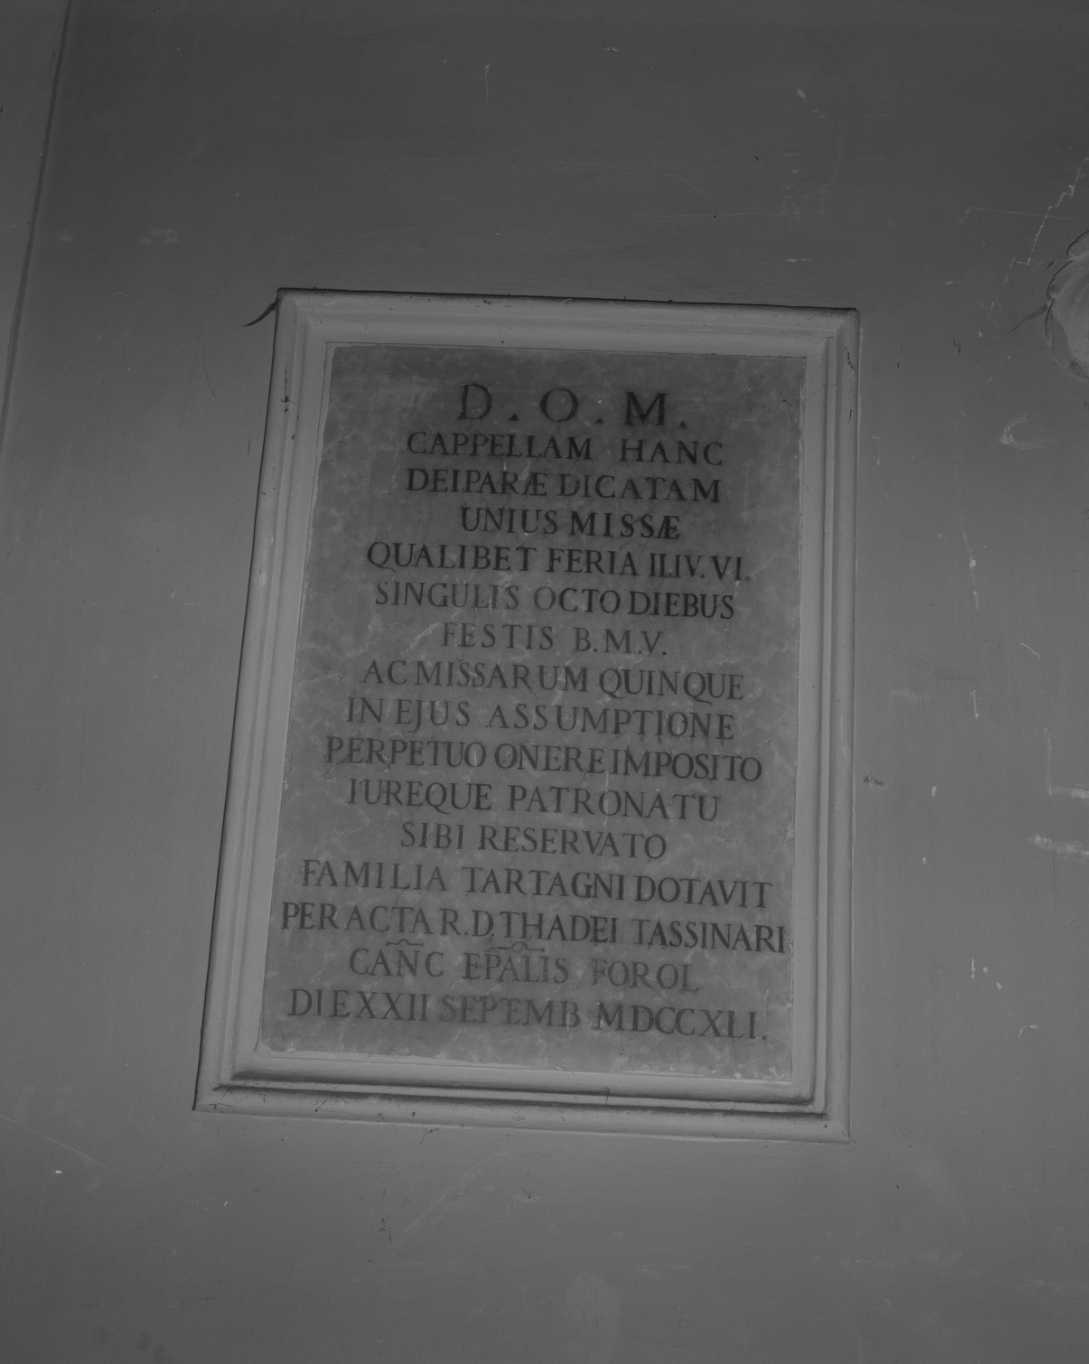 D.O.M.
CAPPELLAM HANC
DEIPARÆ DICATAM
UNIUS MISSÆ
QUALIBET FERIA II.IV.VI.
SINGULIS OCTO DIEBUS
FESTIS B.M.V.
AC MISSARUM QUINQUE
IN EJUS ASSUMPTIONE
PERPETUO ONERE IMPOSITO
IUREQUE PATRONATU
SIBI RESERVATO
FAMILIA TARTAGNI DOTAVIT
PER ACTA R.D. THADEI TASSINARI
CAÑC EPALIS FOROL
DIE XXII SEPTEMB MDCCXLI.